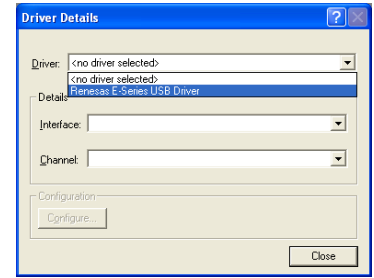 Driver Details
Driver: <no driver selected>
<no driver selected>
Renesas E-Series USB Driver
Details
Interface:
Channel:
Configuration
Configure...
Close